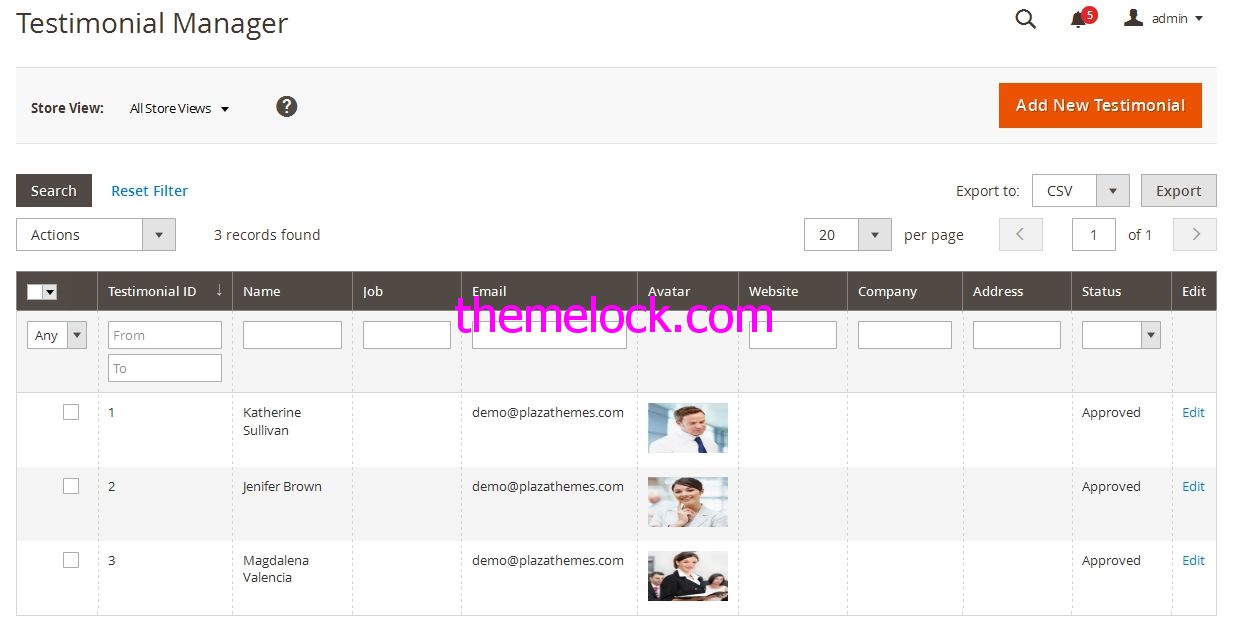 Testimonial Manager
5
admin
Store View: All Store Views ?
Add New Testimonial
Search Reset Filter Export to: CSV Export
Actions 3 records found 20 per page 1 of 1
Testimonial ID ↓ Name Job Email Avatar Website Company Address Status Edit
themelock.com
Any From
To
1 Katherine Sullivan demo@plazathemes.com Approved Edit
2 Jenifer Brown demo@plazathemes.com Approved Edit
3 Magdalena Valencia demo@plazathemes.com Approved Edit